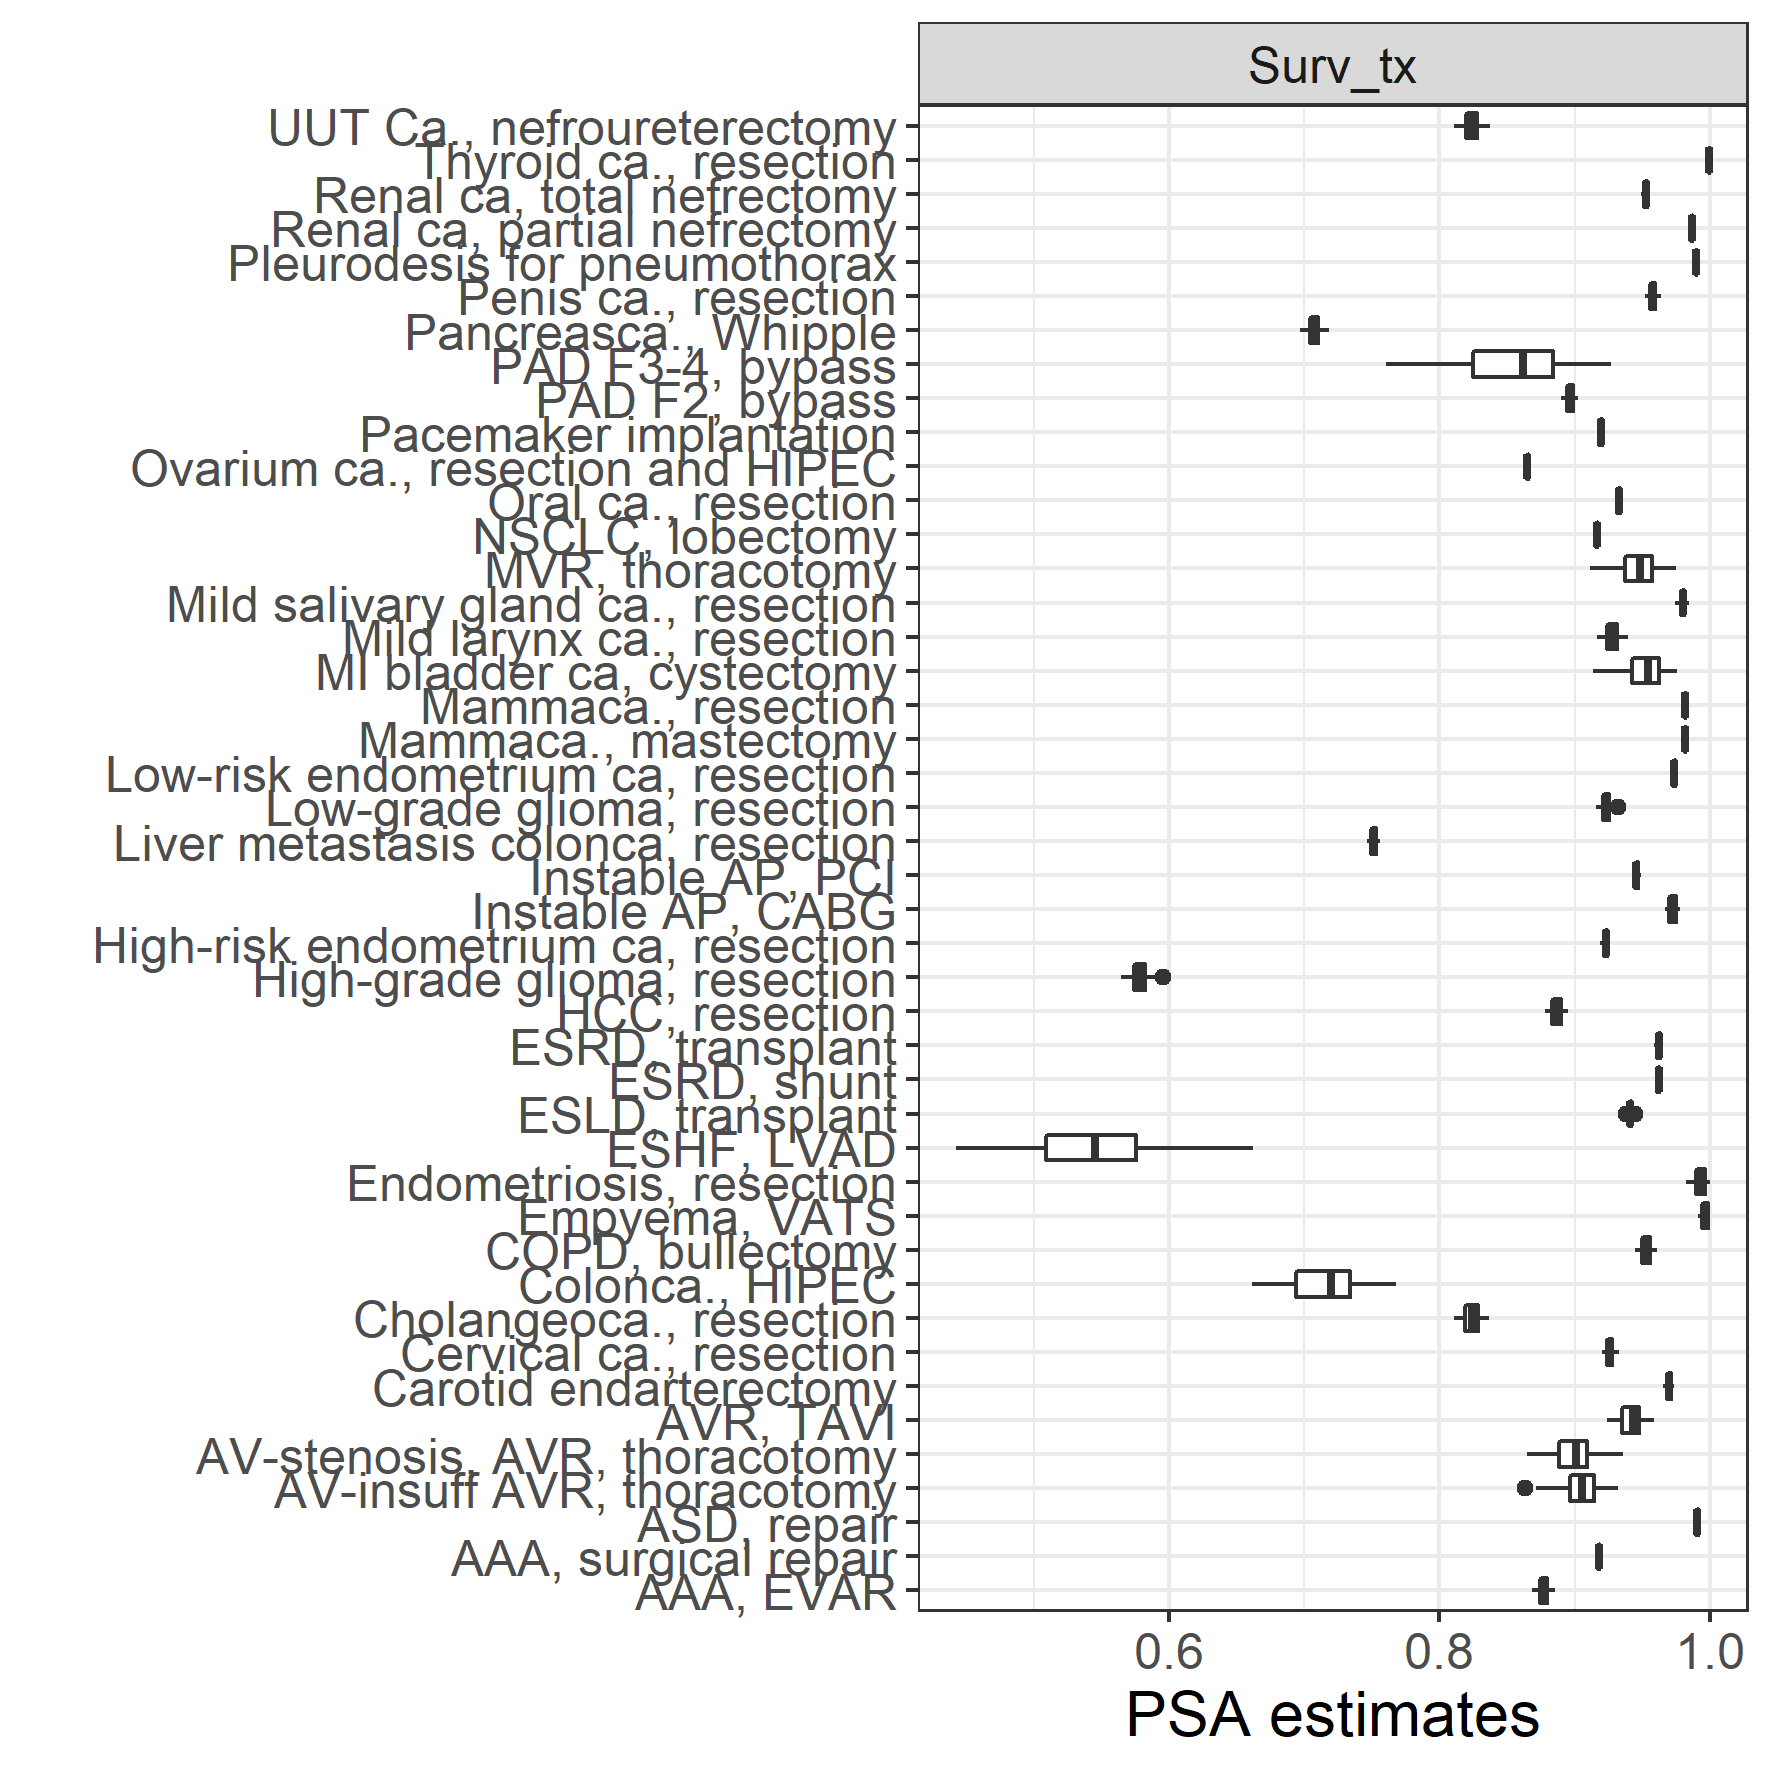 Surv_tx
UUT Ca., nefroureterectomy
Thyroid ca., resection
Renal ca, total nefrectomy
Renal ca, partial nefrectomy
Pleurodesis for pneumothorax
Penis ca., resection
Pancreasca., Whipple
PAD F3-4, bypass
PAD F2, bypass
Pacemaker implantation
Ovarium ca., resection and HIPEC
Oral ca., resection
NSCLC, lobectomy
MVR, thoracotomy
Mild salivary gland ca., resection
Mild larynx ca., resection
MI bladder ca, cystectomy
Mammaca., resection
Mammaca., mastectomy
Low-risk endometrium ca, resection
Low-grade glioma, resection
Liver metastasis colonca, resection
Instable AP, PCI
Instable AP, CABG
High-risk endometrium ca, resection
High-grade glioma, resection
HCC, resection
ESRD, transplant
ESRD, shunt
ESLD, transplant
ESHF, LVAD
Endometriosis, resection
Empyema, VATS
COPD, bullectomy
Colonca., HIPEC
Cholangeoca., resection
Cervical ca., resection
Carotid endarterectomy
AVR, TAVI
AV-stenosis, AVR, thoracotomy
AV-insuff AVR, thoracotomy
ASD, repair
AAA, surgical repair
AAA, EVAR
0.6 0.8 1.0
PSA estimates